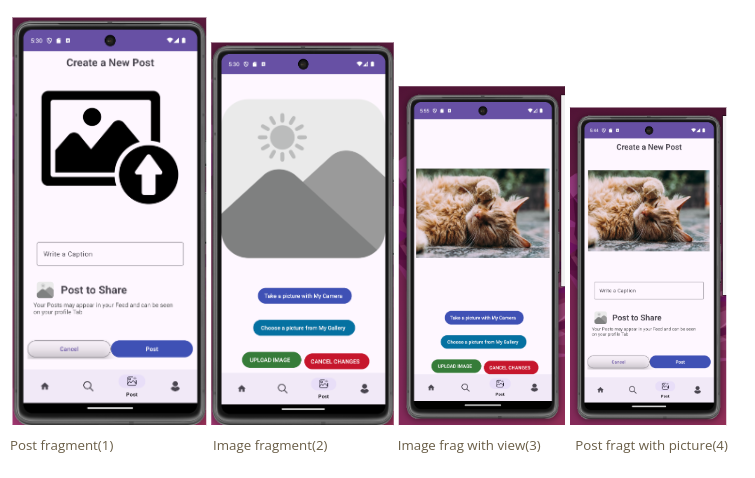 5:30
Create a New Post
Write a Caption
Post to Share
Your Posts may appear in your Feed and can be seen
on your profile Tab
Cancel
Post
Post
Post fragment(1)
5:30
Take a picture with My Camera
Choose a picture from My Gallery
UPLOAD IMAGE
CANCEL CHANGES
Post
Image fragment(2)
Take a picture with My Camera
Choose a picture from My Gallery
UPLOAD IMAGE
CANCEL CHANGES
Post
Image frag with view(3)
Create a New Post
Write a Caption
Post to Share
Your Posts may appear in your Feed and can be seen
on your profile Tab
Cancel
Post
Post
Post fragt with picture(4)